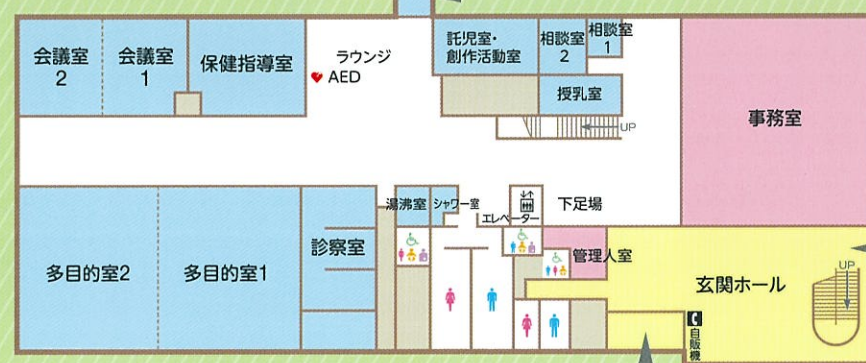 会議室
2
会議室
1
保健指導室
ラウンジ
AED
託児室・
創作活動室
相談室
2
相談室
1
授乳室
UP
事務室
湯沸室
シャワー室
エレベーター
下足場
多目的室2
多目的室1
診察室
管理人室
玄関ホール
UP
自販機